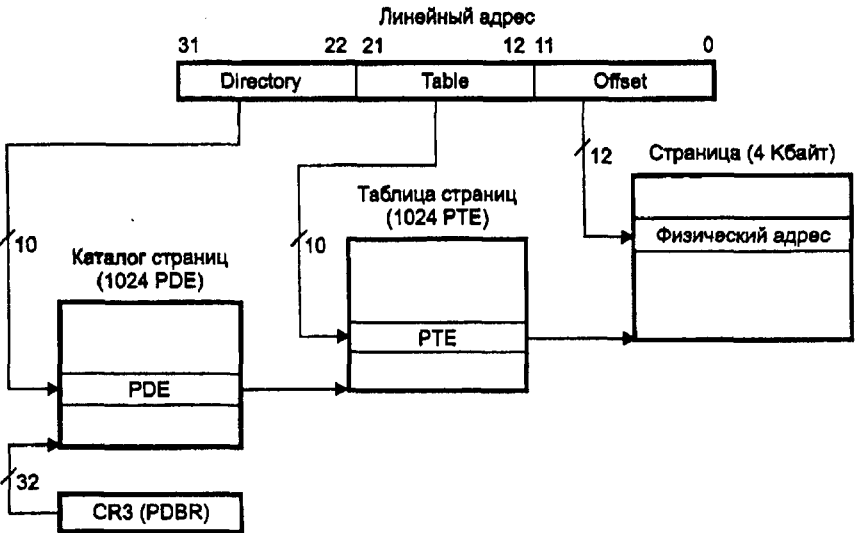 Линейный адрес
31 22 21 12 11 0
Directory Table Offset
12
Страница (4 Кбайт)
Таблица страниц
(1024 PTE)
Физический адрес
10
10
Каталог страниц
(1024 PDE)
PTE
PDE
32
CR3 (PDBR)